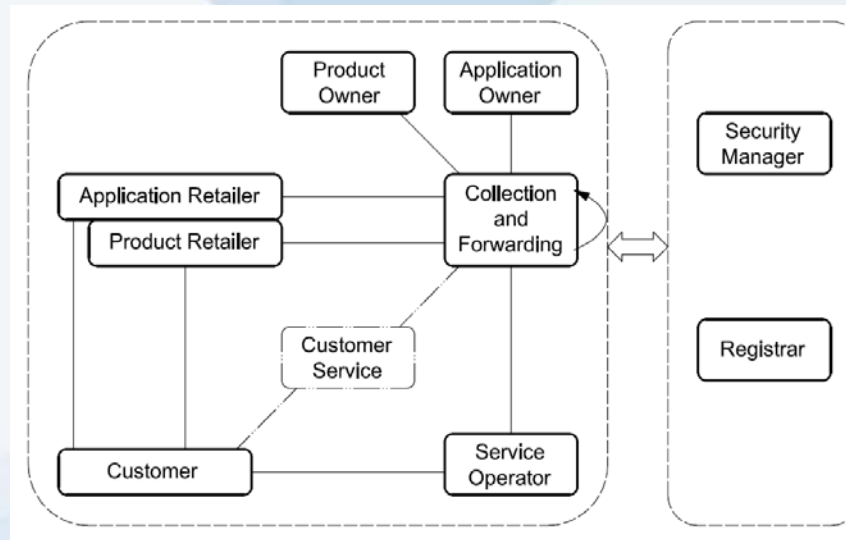 Product
Owner
Application
Owner
Security
Manager
Application Retailer
Collection
and
Forwarding
Product Retailer
Customer
Service
Registrar
Customer
Service
Operator